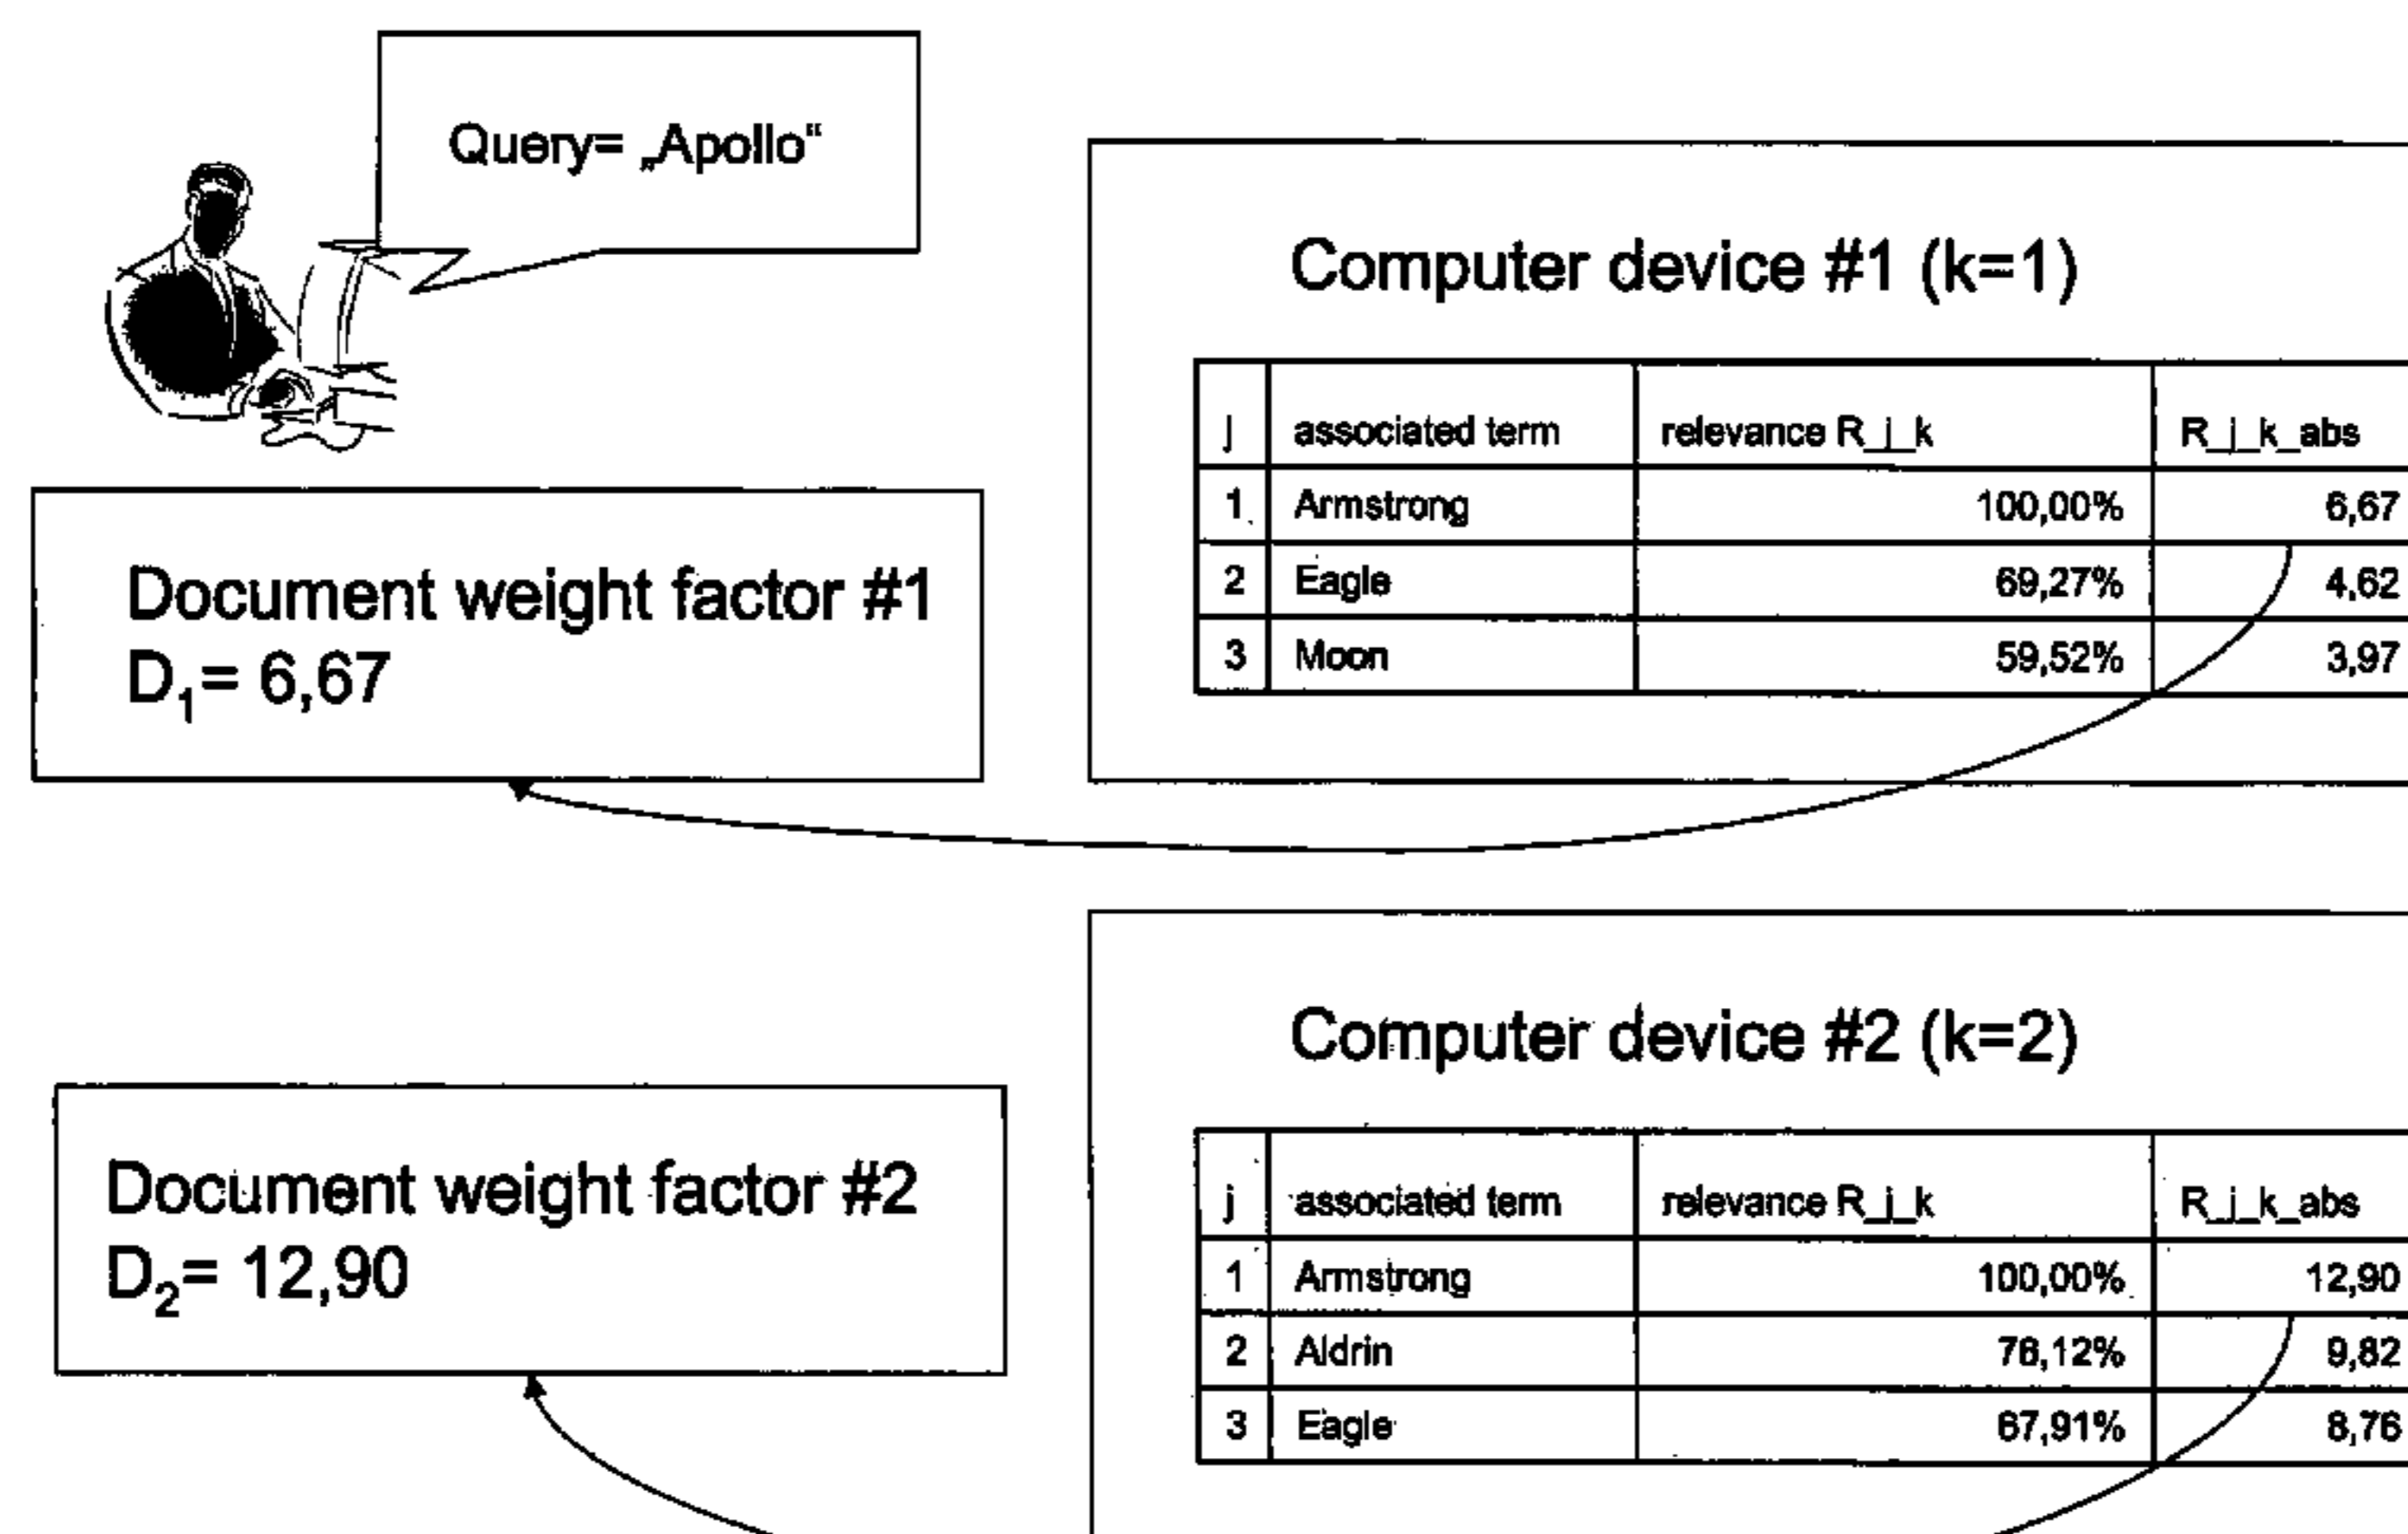 Query= „Apollo“
Computer device #1 (k=1)
j associated term relevance R_j_k R_j_k_abs
1 Armstrong 100,00% 6,67
2 Eagle 69,27% 4,62
3 Moon 59,52% 3,97
Document weight factor #1
D₁= 6,67
Computer device #2 (k=2)
j associated term relevance R_j_k R_j_k_abs
1 Armstrong 100,00% 12,90
2 Aldrin 76,12% 9,82
3 Eagle 67,91% 8,76
Document weight factor #2
D₂= 12,90